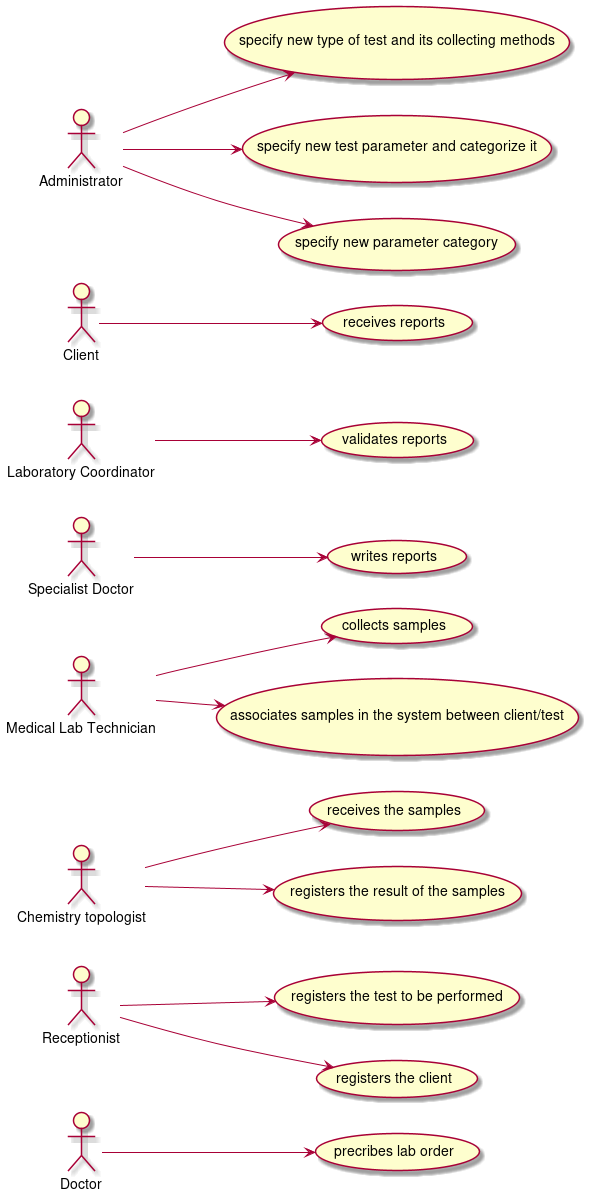 specify new type of test and its collecting methods
specify new test parameter and categorize it
Administrator
specify new parameter category
receives reports
Client
validates reports
Laboratory Coordinator
writes reports
Specialist Doctor
collects samples
associates samples in the system between client/test
Medical Lab Technician
receives the samples
registers the result of the samples
Chemistry topologist
registers the test to be performed
Receptionist
registers the client
precribes lab order
Doctor